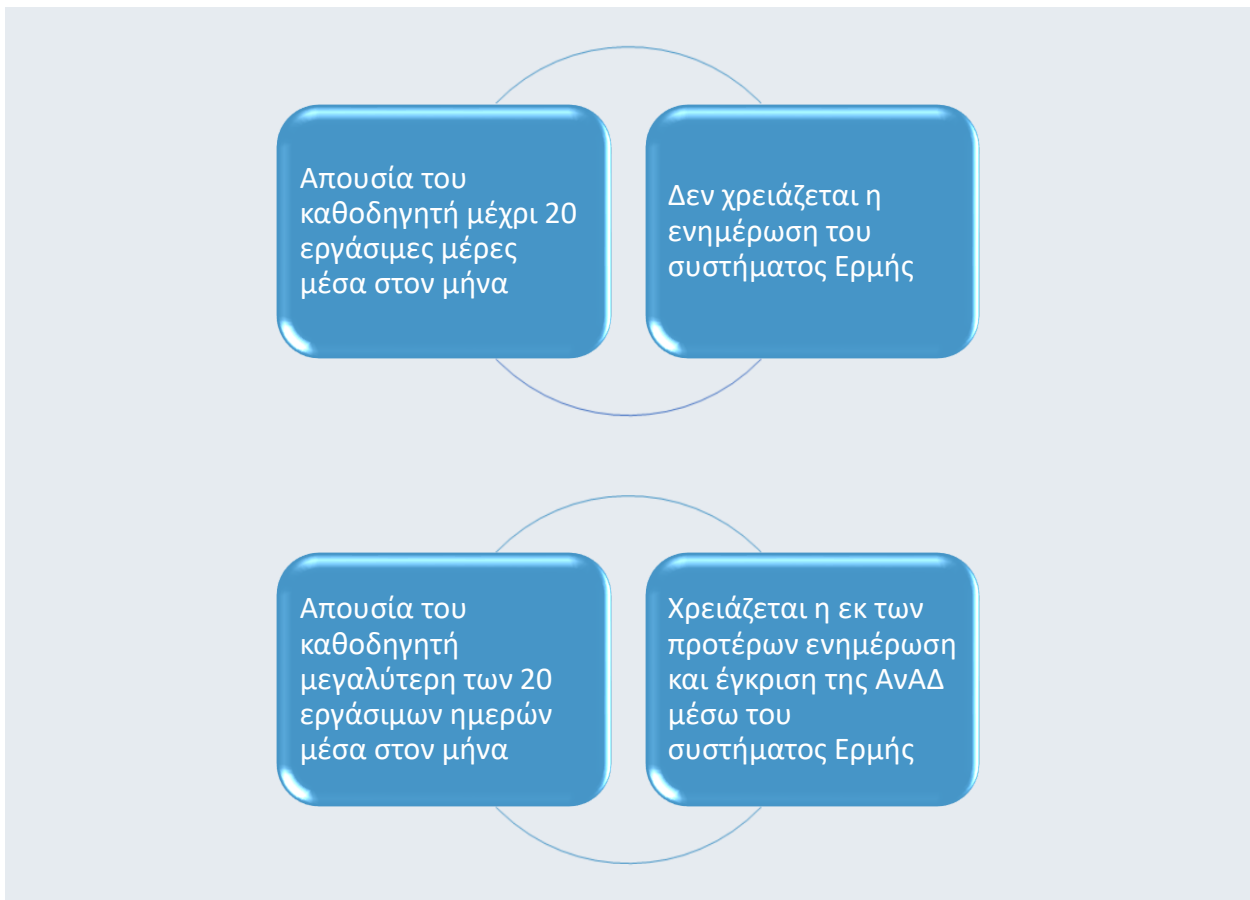 Απουσία του
καθοδηγητή μέχρι 20
εργάσιμες μέρες
μέσα στον μήνα
Δεν χρειάζεται η
ενημέρωση του
συστήματος Ερμής
Απουσία του
καθοδηγητή
μεγαλύτερη των 20
εργάσιμων ημερών
μέσα στον μήνα
Χρειάζεται η εκ των
προτέρων ενημέρωση
και έγκριση της ΑνΑΔ
μέσω του
συστήματος Ερμής